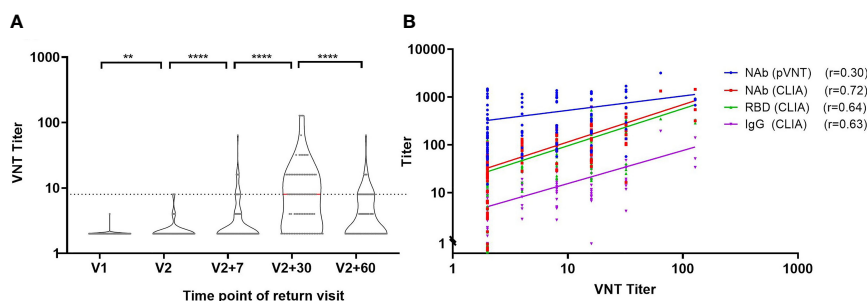 A
1000
100
10
1
VNT Titer
**
****
****
****
V1
V2
V2+7
V2+30
V2+60
Time point of return visit
B
10000
1000
100
10
1
Titer
1
10
100
1000
VNT Titer
NAb (pVNT) (r=0.30)
NAb (CLIA) (r=0.72)
RBD (CLIA) (r=0.64)
IgG (CLIA) (r=0.63)